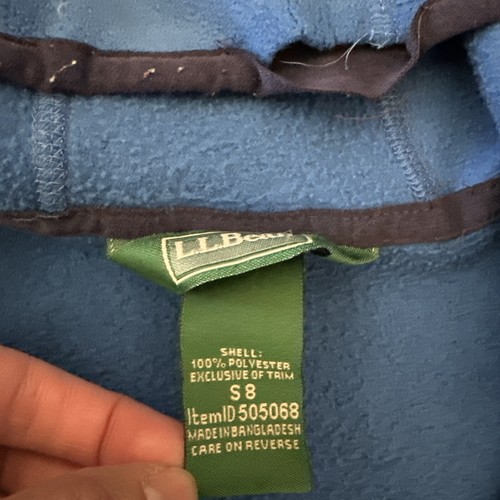 L.L.Bean
SHELL:
100% POLYESTER
EXCLUSIVE OF TRIM
S 8
ItemID 505068
MADE IN BANGLADESH
CARE ON REVERSE